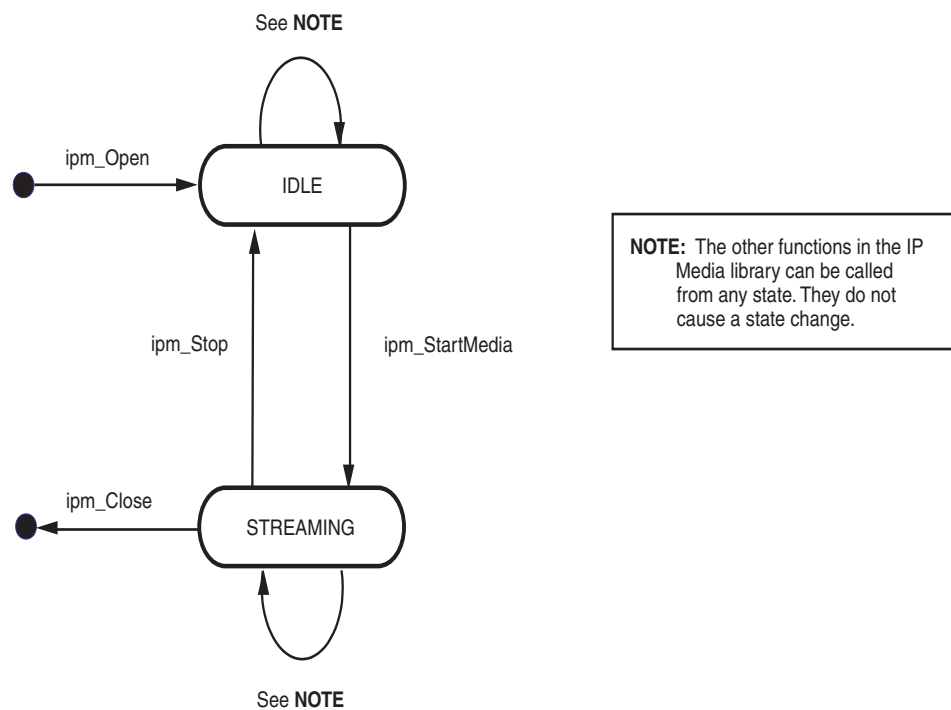 See NOTE
ipm_Open
IDLE
NOTE: The other functions in the IP
Media library can be called
from any state. They do not
cause a state change.
ipm_Stop
ipm_StartMedia
ipm_Close
STREAMING
See NOTE